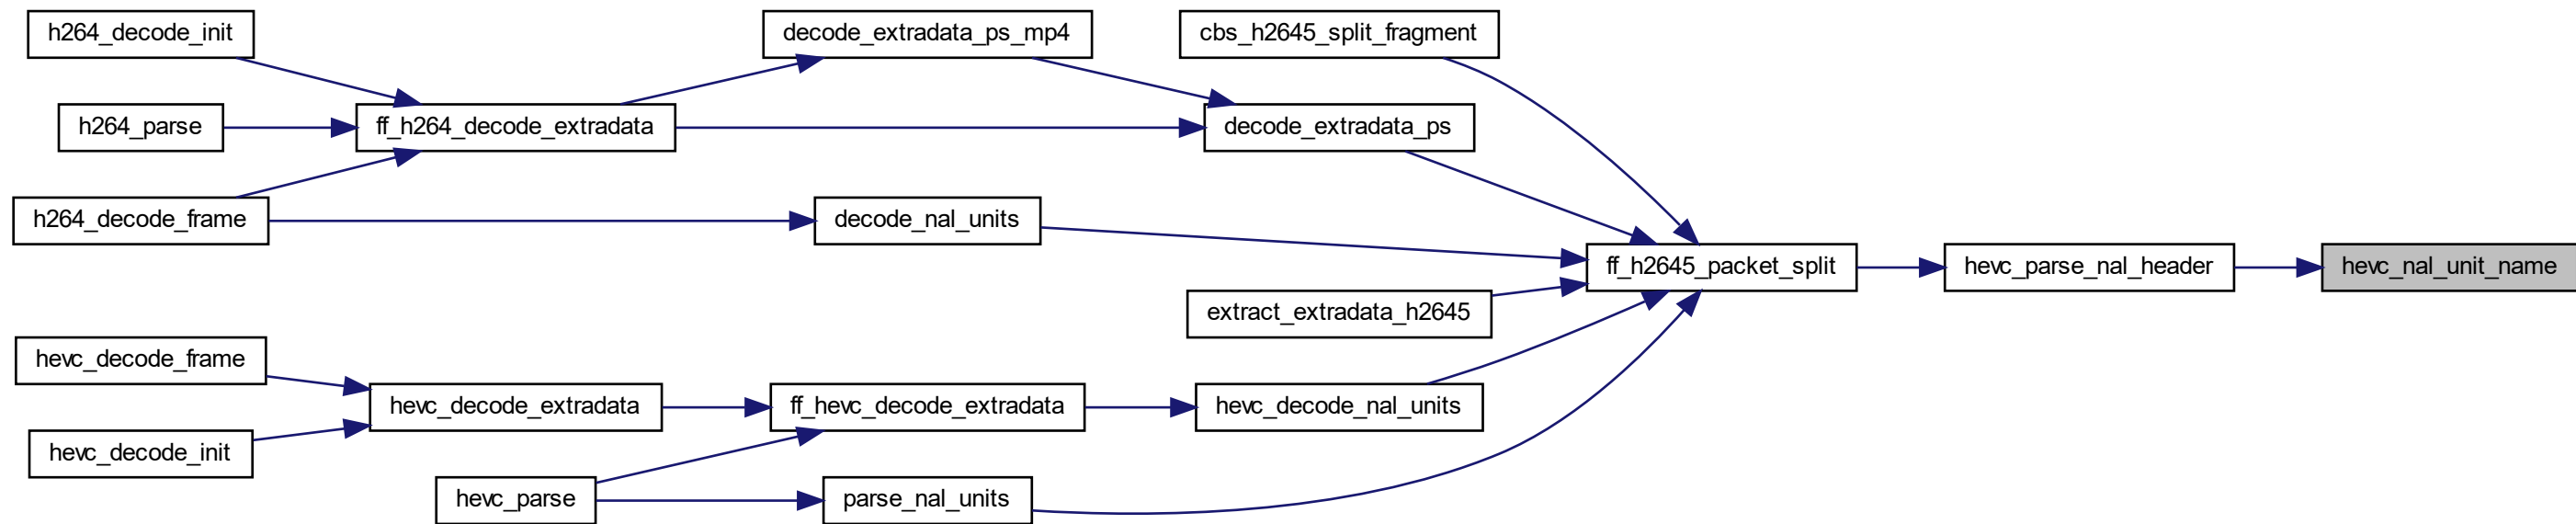 h264_decode_init
decode_extradata_ps_mp4
cbs_h2645_split_fragment
h264_parse
ff_h264_decode_extradata
decode_extradata_ps
h264_decode_frame
decode_nal_units
ff_h2645_packet_split
hevc_parse_nal_header
hevc_nal_unit_name
extract_extradata_h2645
hevc_decode_frame
hevc_decode_extradata
ff_hevc_decode_extradata
hevc_decode_nal_units
hevc_decode_init
hevc_parse
parse_nal_units